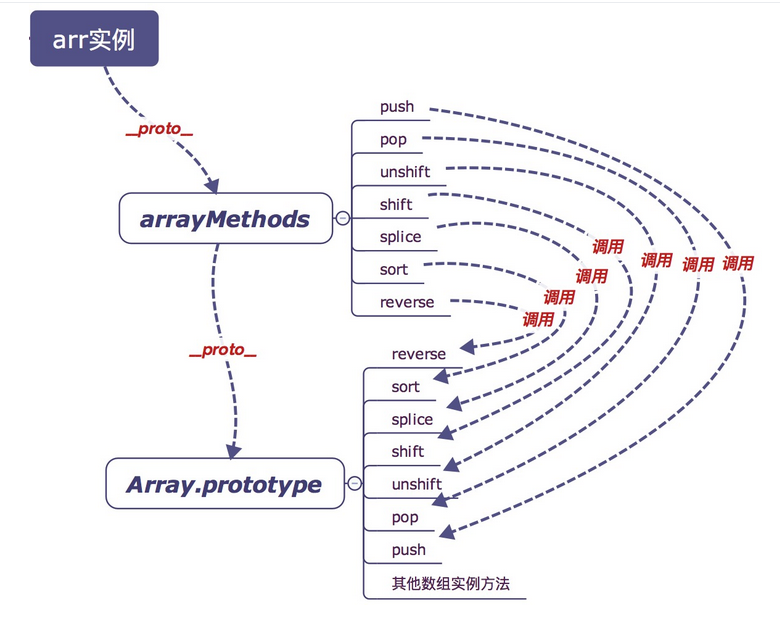 arr实例
_proto_
push
pop
unshift
shift
splice
sort
reverse
arrayMethods
调用
调用
调用
调用
调用
调用
调用
_proto_
reverse
sort
splice
shift
unshift
pop
push
其他数组实例方法
Array.prototype